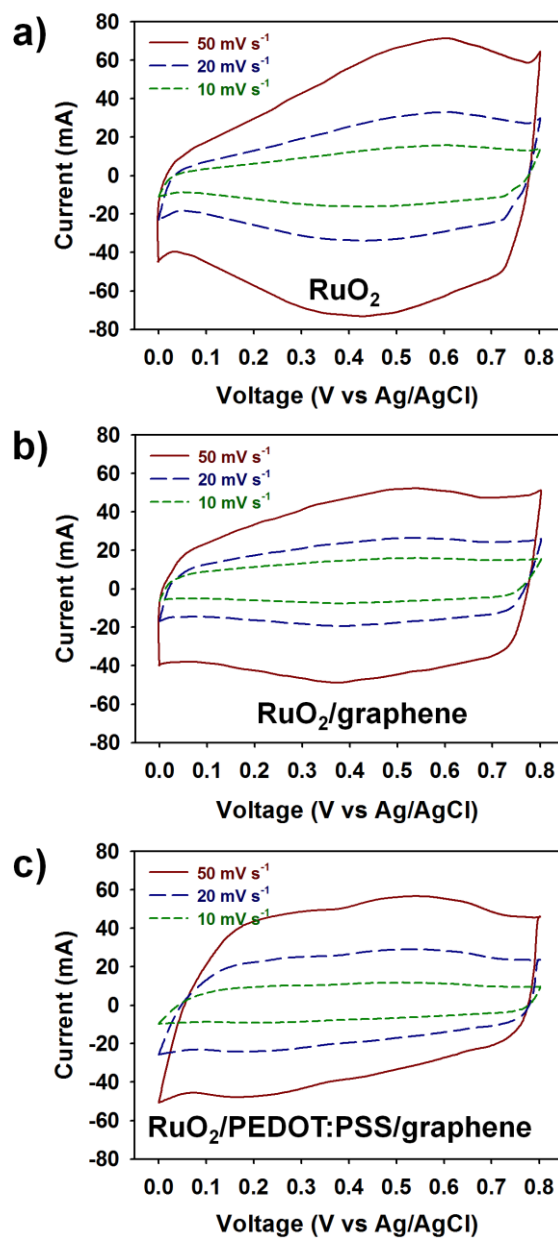 a)
50 mV s⁻¹
20 mV s⁻¹
10 mV s⁻¹
80
60
40
20
0
-20
-40
-60
-80
Current (mA)
RuO₂
0.0 0.1 0.2 0.3 0.4 0.5 0.6 0.7 0.8
Voltage (V vs Ag/AgCl)
b)
50 mV s⁻¹
20 mV s⁻¹
10 mV s⁻¹
80
60
40
20
0
-20
-40
-60
-80
Current (mA)
RuO₂/graphene
0.0 0.1 0.2 0.3 0.4 0.5 0.6 0.7 0.8
Voltage (V vs Ag/AgCl)
c)
50 mV s⁻¹
20 mV s⁻¹
10 mV s⁻¹
80
60
40
20
0
-20
-40
-60
-80
Current (mA)
RuO₂/PEDOT:PSS/graphene
0.0 0.1 0.2 0.3 0.4 0.5 0.6 0.7 0.8
Voltage (V vs Ag/AgCl)